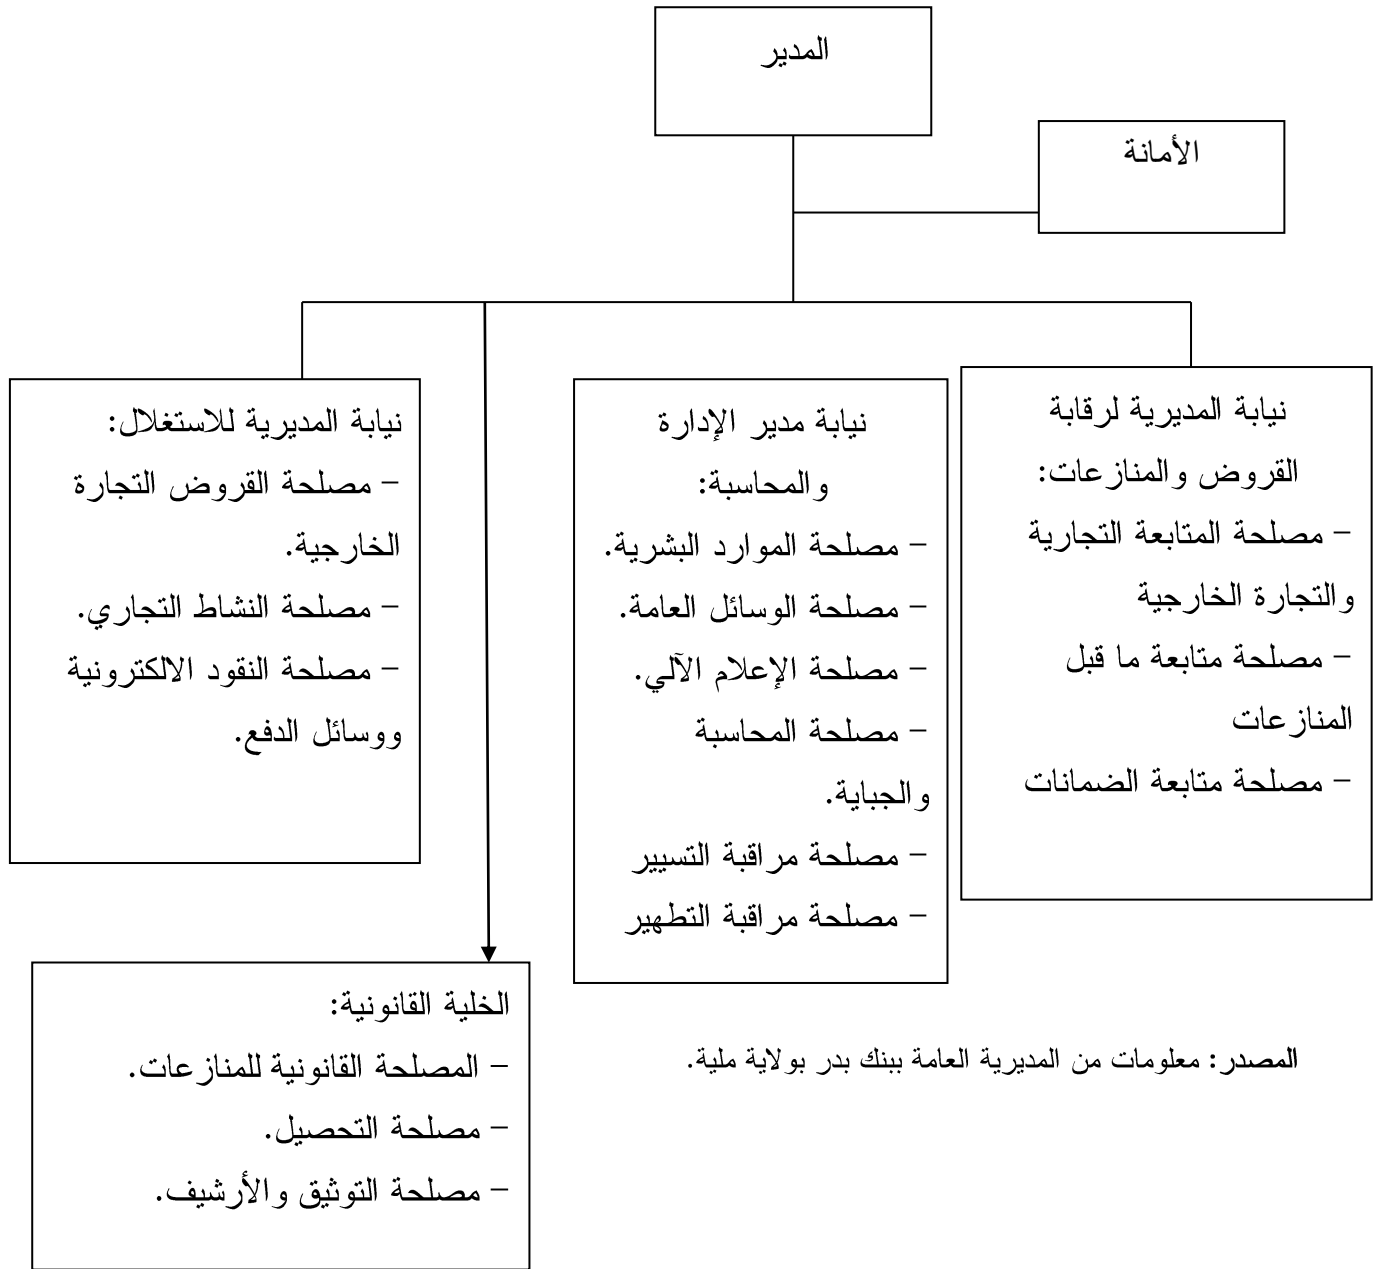 المدير
الأمانة
نيابة المديرية لرقابة
القروض والمنازعات:
– مصلحة المتابعة التجارية
والتجارة الخارجية
– مصلحة متابعة ما قبل
المنازعات
– مصلحة متابعة الضمانات
نيابة مدير الإدارة
والمحاسبة:
– مصلحة الموارد البشرية.
– مصلحة الوسائل العامة.
– مصلحة الإعلام الآلي.
– مصلحة المحاسبة
والجباية.
– مصلحة مراقبة التسيير
– مصلحة مراقبة التطهير
نيابة المديرية للاستغلال:
– مصلحة القروض التجارة
الخارجية.
– مصلحة النشاط التجاري.
– مصلحة النقود الالكترونية
ووسائل الدفع.
الخلية القانونية:
– المصلحة القانونية للمنازعات.
– مصلحة التحصيل.
– مصلحة التوثيق والأرشيف.
المصدر: معلومات من المديرية العامة ببنك بدر بولاية ملية.